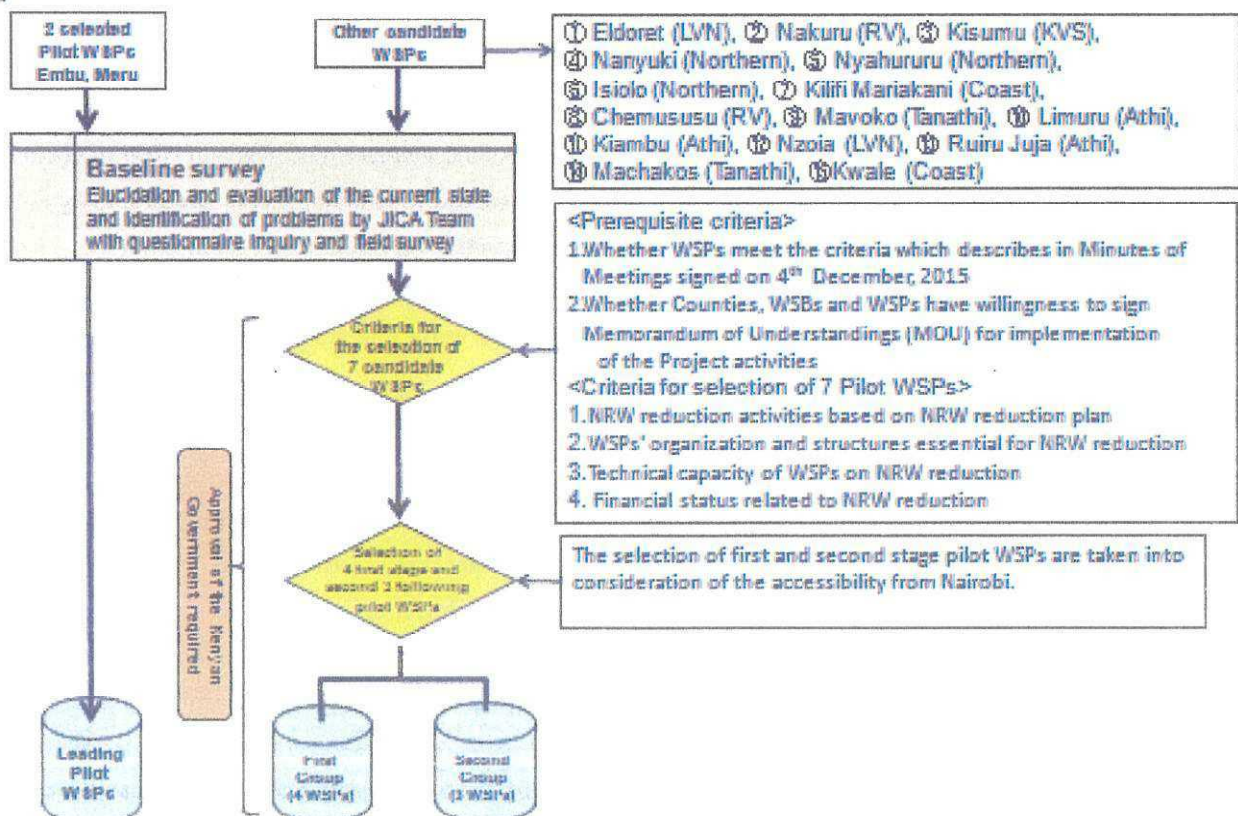 2 selected
Pilot WSPs
Embu, Meru
Other candidate
WSPs
① Eldoret (LVN), ② Nakuru (RV), ③ Kisumu (KVS),
④ Nanyuki (Northern), ⑤ Nyahururu (Northern),
⑥ Isiolo (Northern), ⑦ Kilifi Mariakani (Coast),
⑧ Chemususu (RV), ⑨ Mavoko (Tanathi), ⑩ Limuru (Athi),
⑪ Kiambu (Athi), ⑫ Nzoia (LVN), ⑬ Ruiru Juja (Athi),
⑭ Machakos (Tanathi), ⑮Kwale (Coast)
Baseline survey
Elucidation and evaluation of the current state
and identification of problems by JICA Team
with questionnaire inquiry and field survey
<Prerequisite criteria>
1.Whether WSPs meet the criteria which describes in Minutes of
Meetings signed on 4th December, 2015
2.Whether Counties, WSBs and WSPs have willingness to sign
Memorandum of Understandings (MOU) for implementation
of the Project activities
<Criteria for selection of 7 Pilot WSPs>
1.NRW reduction activities based on NRW reduction plan
2. WSPs' organization and structures essential for NRW reduction
3. Technical capacity of WSPs on NRW reduction
4. Financial status related to NRW reduction
Criteria for
the selection of
7 candidate
WSPs
Approval of the Kenyan
Government required
Selection of
4 first stage and
second 3 following
pilot WSPs
The selection of first and second stage pilot WSPs are taken into
consideration of the accessibility from Nairobi.
Leading
Pilot
WSPs
First
Group
(4 WSPs)
Second
Group
(3 WSPs)